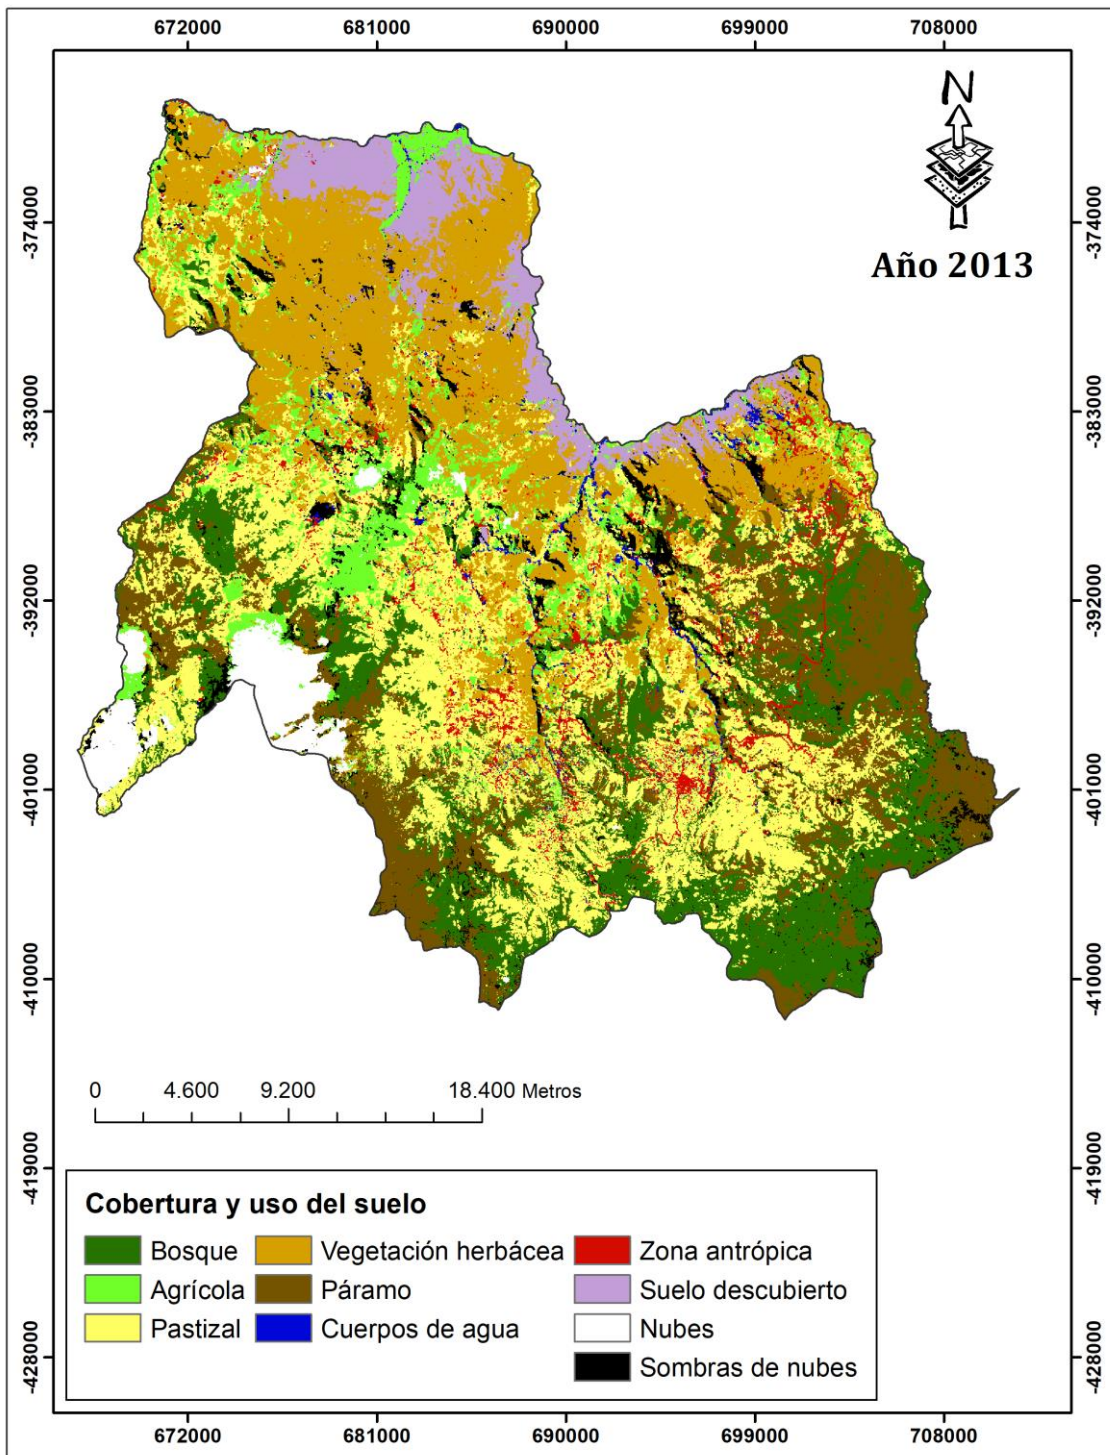 672000 681000 690000 699000 708000
N
Año 2013
-374000 -374000
-383000 -383000
-392000 -392000
-401000 -401000
-410000 -410000
0 4.600 9.200 18.400 Metros
-419000 -419000
Cobertura y uso del suelo
Bosque Vegetación herbácea Zona antrópica
Agrícola Páramo Suelo descubierto
Pastizal Cuerpos de agua Nubes
Sombras de nubes
-428000 -428000
672000 681000 690000 699000 708000